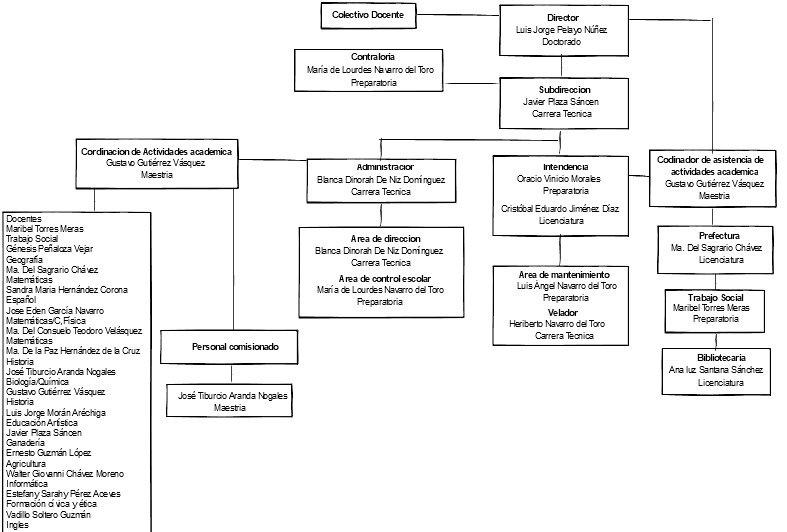 Colectivo Docente
Director
Luis Jorge Pelayo Núñez
Doctorado
Contraloria
María de Lourdes Navarro del Toro
Preparatoria
Subdireccion
Javier Plaza Sáncen
Carrera Tecnica
Cordinacion de Actividades academica
Gustavo Gutiérrez Vásquez
Maestria
Administracior
Blanca Dinorah De Niz Domínguez
Carrera Tecnica
Intendencia
Oracio Vinicio Morales
Preparatoria
Cristóbal Eduardo Jiménez Díaz
Licenciatura
Codinador de asistencia de
actividades academica
Gustavo Gutiérrez Vásquez
Maestria
Area de direccion
Blanca Dinorah De Niz Domínguez
Carrera Tecnica
Area de control escolar
María de Lourdes Navarro del Toro
Preparatoria
Area de mantenimiento
Luis Angel Navarro del Toro
Preparatoria
Velador
Heriberto Navarro del Toro
Carrera Tecnica
Prefectura
Ma. Del Sagrario Chávez
Licenciatura
Trabajo Social
Maribel Torres Meras
Preparatoria
Bibliotecaria
Ana luz Santana Sánchez
Licenciatura
Personal comisionado
José Tiburcio Aranda Nogales
Maestria
Docentes
Maribel Torres Meras
Trabajo Social
Génesis Peñaloza Vejar
Geografía
Ma. Del Sagrario Chávez
Matemáticas
Sandra Maria Hernández Corona
Español
Jose Eden García Navarro
Matemáticas/C,Física
Ma. Del Consuelo Teodoro Velásquez
Matemáticas
Ma. De la Paz Hernández de la Cruz
Historia
José Tiburcio Aranda Nogales
Biología/Química
Gustavo Gutiérrez Vásquez
Historia
Luis Jorge Morán Aréchiga
Educación Artística
Javier Plaza Sáncen
Ganadería
Ernesto Guzmán López
Agricultura
Walter Giovanni Chávez Moreno
Informática
Estefany Sarahy Pérez Aceves
Formación cívica y ética
Vadillo Soltero Guzmán
Ingles